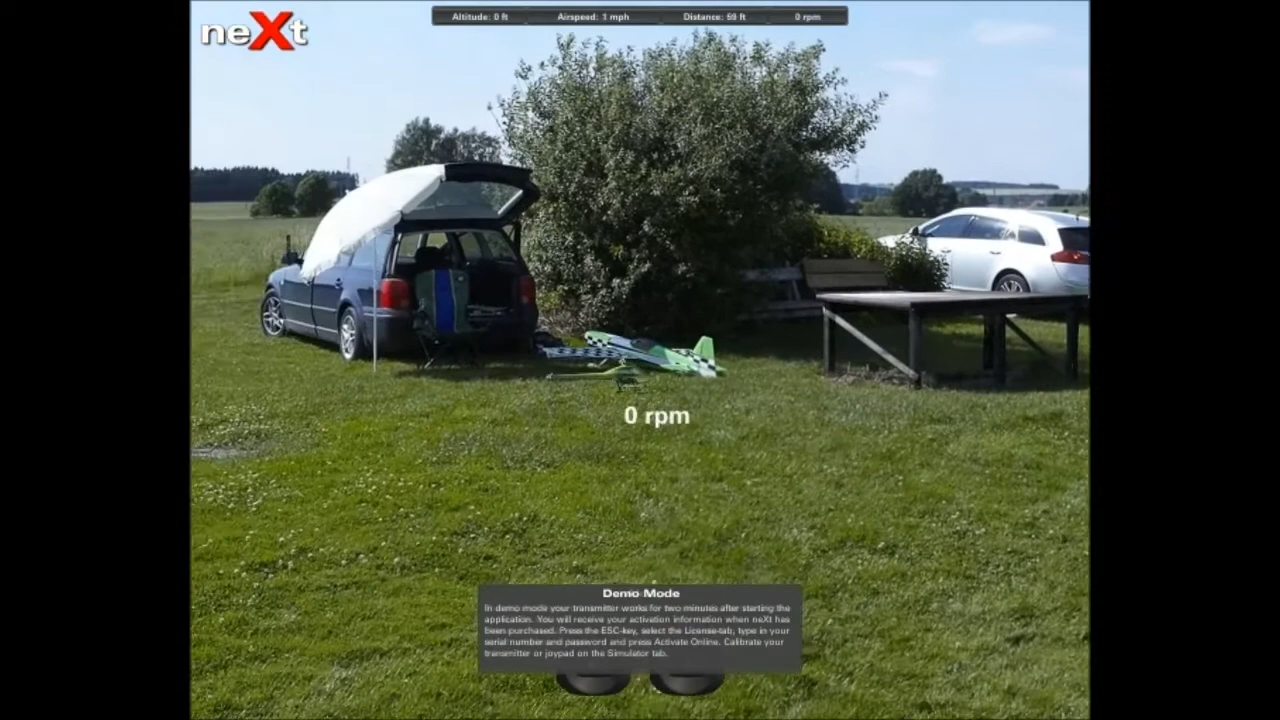 neXt
Altitude: 0 ft Airspeed: 1 mph Distance: 59 ft 0 rpm
0 rpm
Demo Mode
In demo mode your transmitter works for two minutes after starting the
application. You will receive your activation information when neXt has
been purchased. Press the ESC-key, select the License-tab, type in your
serial number and password and press Activate Online. Calibrate your
transmitter or joypad on the Simulator tab.